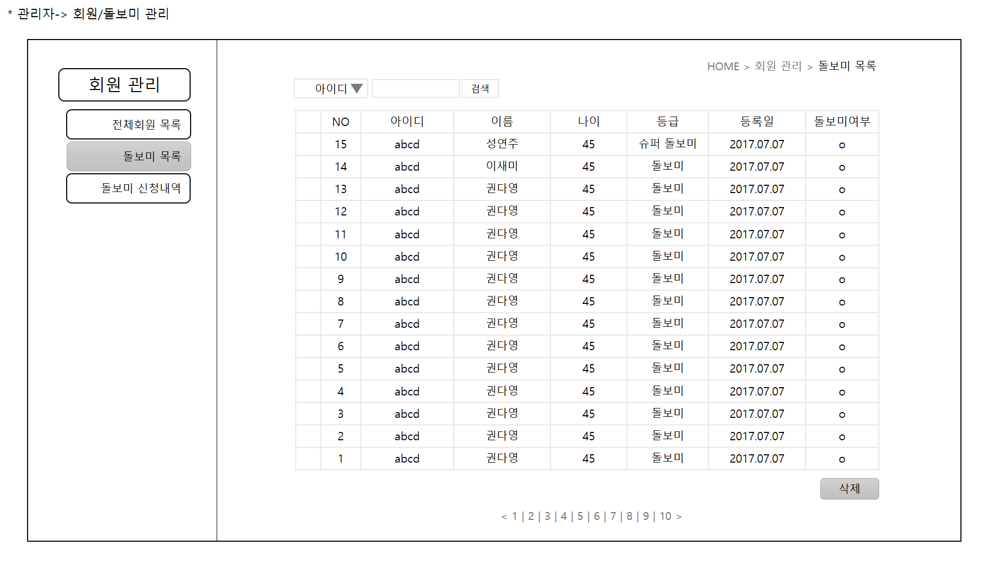 * 관리자-> 회원/돌보미 관리
회원 관리
전체회원 목록
돌보미 목록
돌보미 신청내역
HOME > 회원 관리 > 돌보미 목록
아이디 검색
NO 아이디 이름 나이 등급 등록일 돌보미여부
15 abcd 성연주 45 슈퍼 돌보미 2017.07.07 o
14 abcd 이새미 45 돌보미 2017.07.07 o
13 abcd 권다영 45 돌보미 2017.07.07 o
12 abcd 권다영 45 돌보미 2017.07.07 o
11 abcd 권다영 45 돌보미 2017.07.07 o
10 abcd 권다영 45 돌보미 2017.07.07 o
9 abcd 권다영 45 돌보미 2017.07.07 o
8 abcd 권다영 45 돌보미 2017.07.07 o
7 abcd 권다영 45 돌보미 2017.07.07 o
6 abcd 권다영 45 돌보미 2017.07.07 o
5 abcd 권다영 45 돌보미 2017.07.07 o
4 abcd 권다영 45 돌보미 2017.07.07 o
3 abcd 권다영 45 돌보미 2017.07.07 o
2 abcd 권다영 45 돌보미 2017.07.07 o
1 abcd 권다영 45 돌보미 2017.07.07 o
삭제
< 1 | 2 | 3 | 4 | 5 | 6 | 7 | 8 | 9 | 10 >